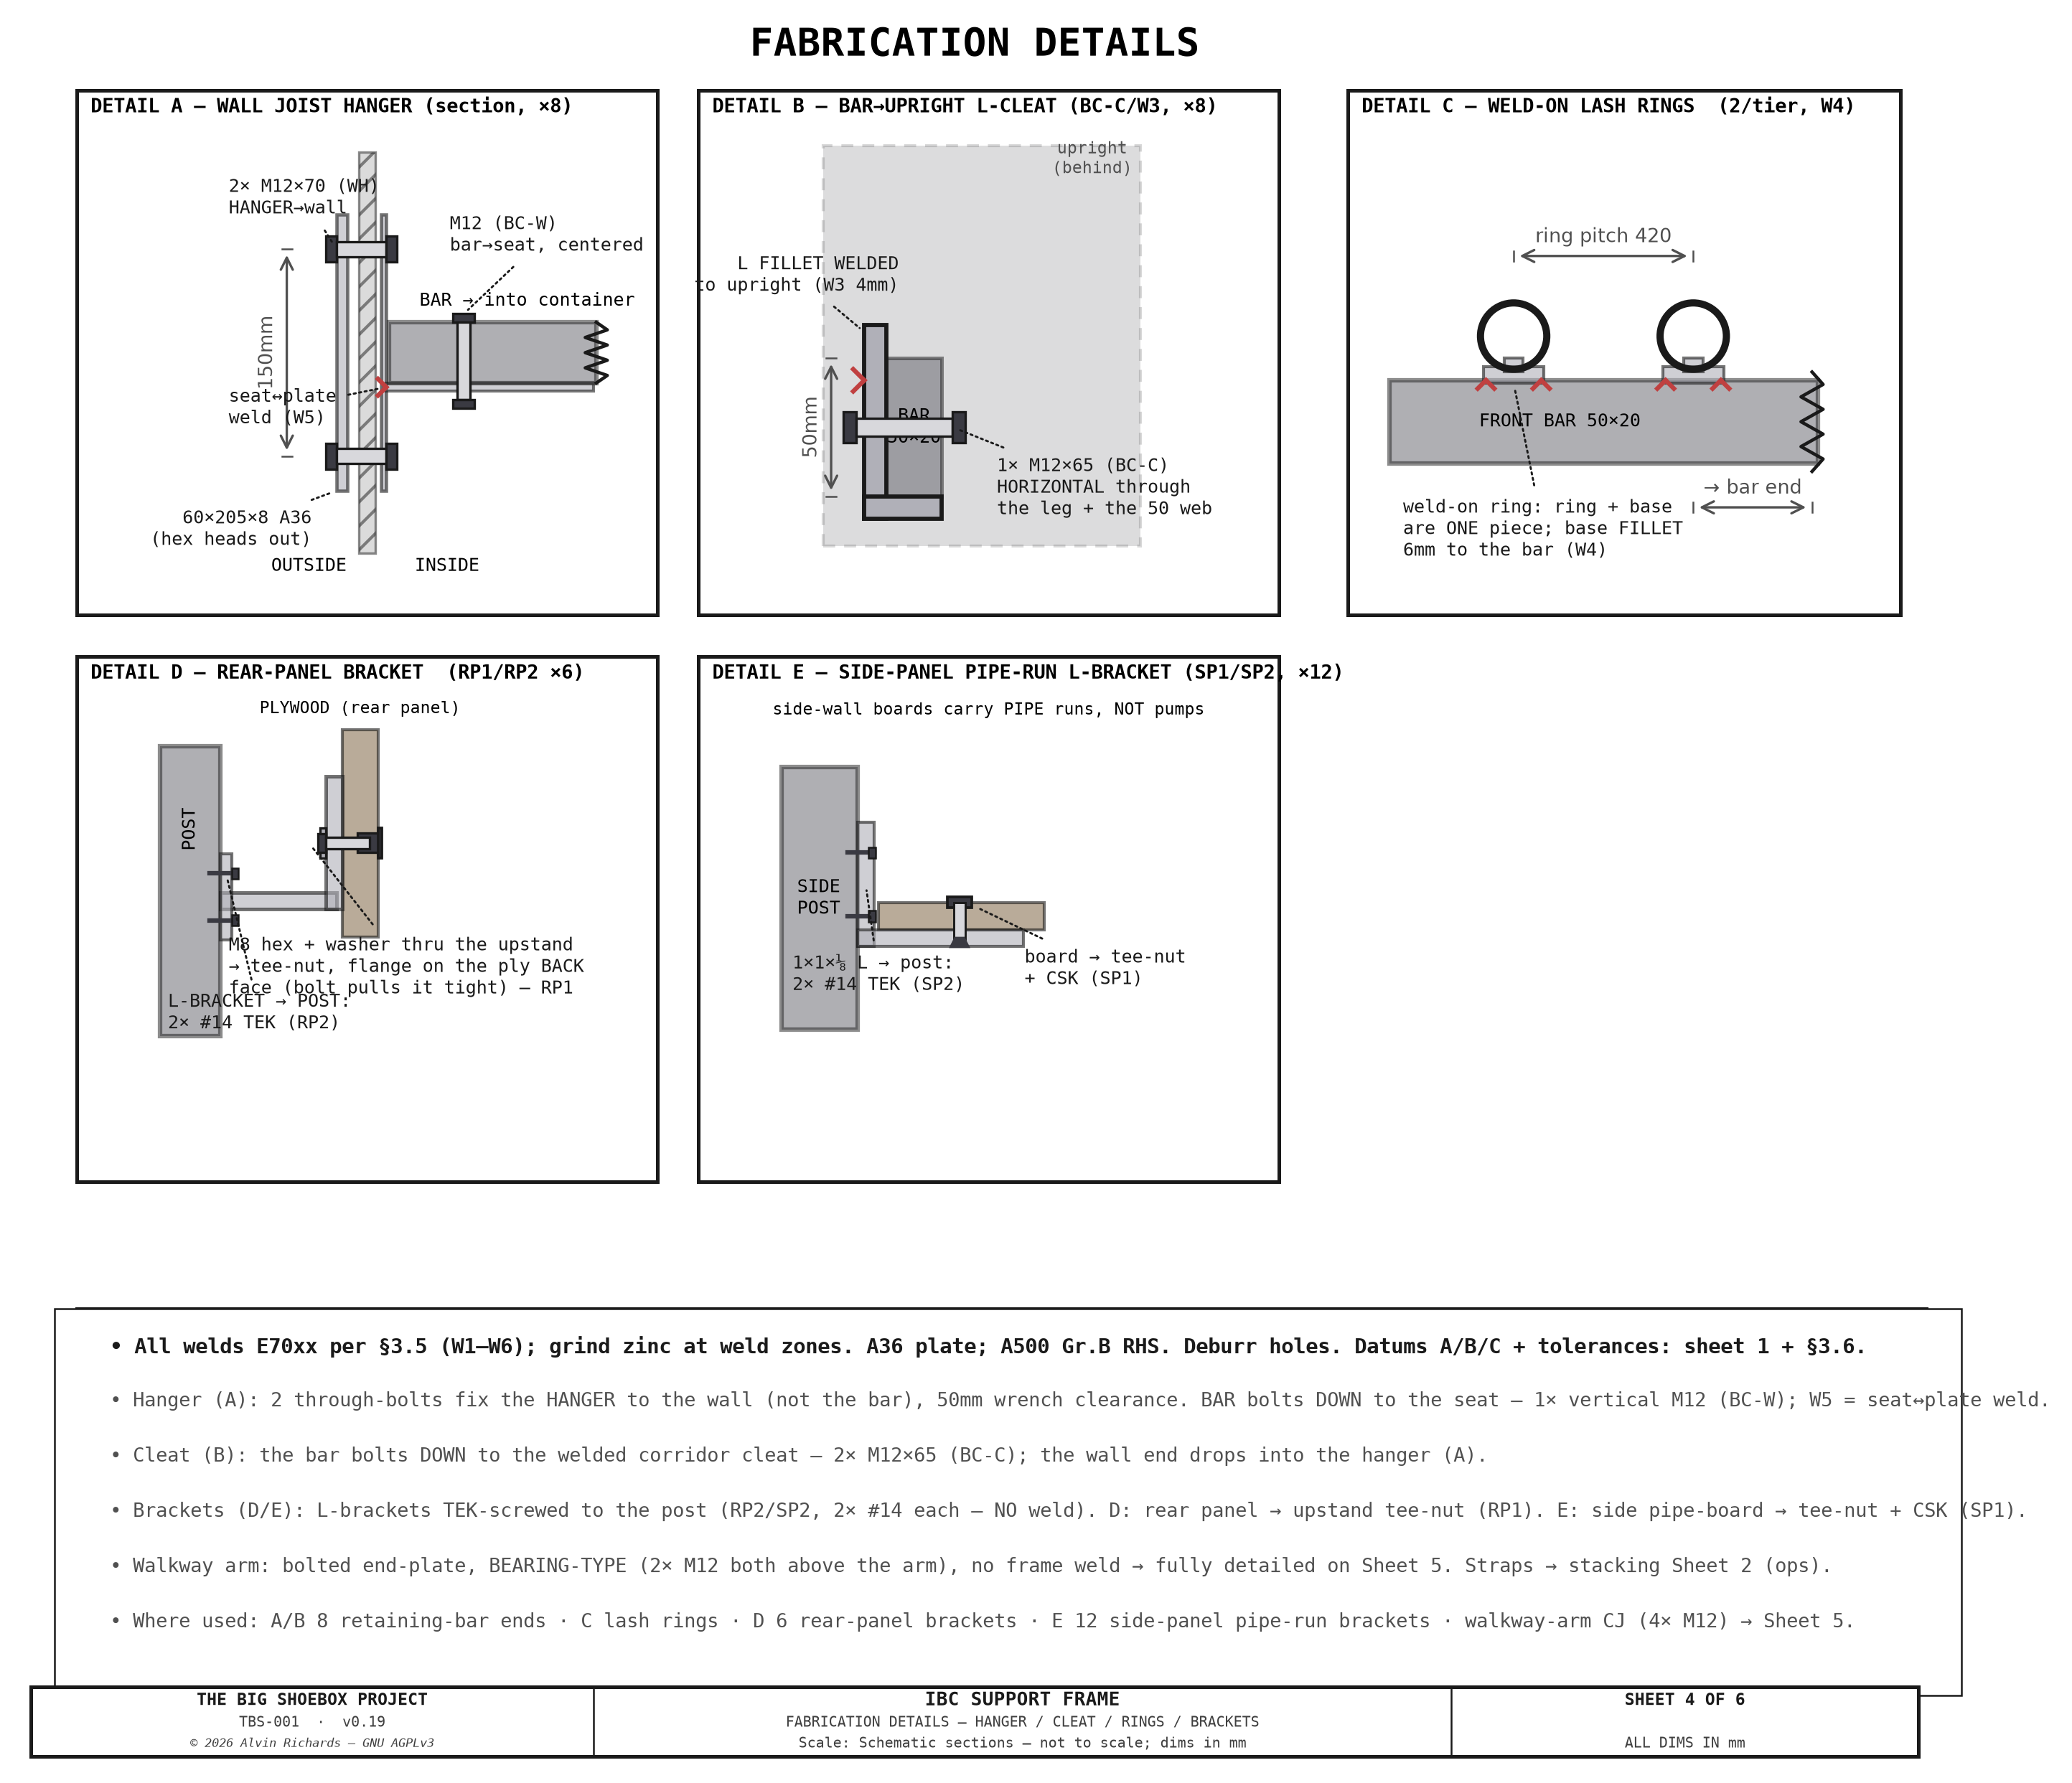 FABRICATION DETAILS
DETAIL A — WALL JOIST HANGER (section, ×8)
2× M12×70 (WH)
HANGER→wall
M12 (BC-W)
bar→seat, centered
BAR → into container
150mm
seat↔plate
weld (W5)
60×205×8 A36
(hex heads out)
OUTSIDE
INSIDE
DETAIL B — BAR→UPRIGHT L-CLEAT (BC-C/W3, ×8)
upright
(behind)
L FILLET WELDED
to upright (W3 4mm)
50mm
BAR
50×20
1× M12×65 (BC-C)
HORIZONTAL through
the leg + the 50 web
DETAIL C — WELD-ON LASH RINGS (2/tier, W4)
ring pitch 420
FRONT BAR 50×20
→ bar end
weld-on ring: ring + base
are ONE piece; base FILLET
6mm to the bar (W4)
DETAIL D — REAR-PANEL BRACKET (RP1/RP2 ×6)
PLYWOOD (rear panel)
POST
M8 hex + washer thru the upstand
→ tee-nut, flange on the ply BACK
face (bolt pulls it tight) — RP1
L-BRACKET → POST:
2× #14 TEK (RP2)
DETAIL E — SIDE-PANEL PIPE-RUN L-BRACKET (SP1/SP2, ×12)
side-wall boards carry PIPE runs, NOT pumps
SIDE
POST
1×1×⅛ L → post:
2× #14 TEK (SP2)
board → tee-nut
+ CSK (SP1)
• All welds E70xx per §3.5 (W1–W6); grind zinc at weld zones. A36 plate; A500 Gr.B RHS. Deburr holes. Datums A/B/C + tolerances: sheet 1 + §3.6.
• Hanger (A): 2 through-bolts fix the HANGER to the wall (not the bar), 50mm wrench clearance. BAR bolts DOWN to the seat — 1× vertical M12 (BC-W); W5 = seat↔plate weld.
• Cleat (B): the bar bolts DOWN to the welded corridor cleat — 2× M12×65 (BC-C); the wall end drops into the hanger (A).
• Brackets (D/E): L-brackets TEK-screwed to the post (RP2/SP2, 2× #14 each — NO weld). D: rear panel → upstand tee-nut (RP1). E: side pipe-board → tee-nut + CSK (SP1).
• Walkway arm: bolted end-plate, BEARING-TYPE (2× M12 both above the arm), no frame weld → fully detailed on Sheet 5. Straps → stacking Sheet 2 (ops).
• Where used: A/B 8 retaining-bar ends · C lash rings · D 6 rear-panel brackets · E 12 side-panel pipe-run brackets · walkway-arm CJ (4× M12) → Sheet 5.
THE BIG SHOEBOX PROJECT
TBS-001 · v0.19
© 2026 Alvin Richards — GNU AGPLv3
IBC SUPPORT FRAME
FABRICATION DETAILS — HANGER / CLEAT / RINGS / BRACKETS
Scale: Schematic sections — not to scale; dims in mm
SHEET 4 OF 6
ALL DIMS IN mm